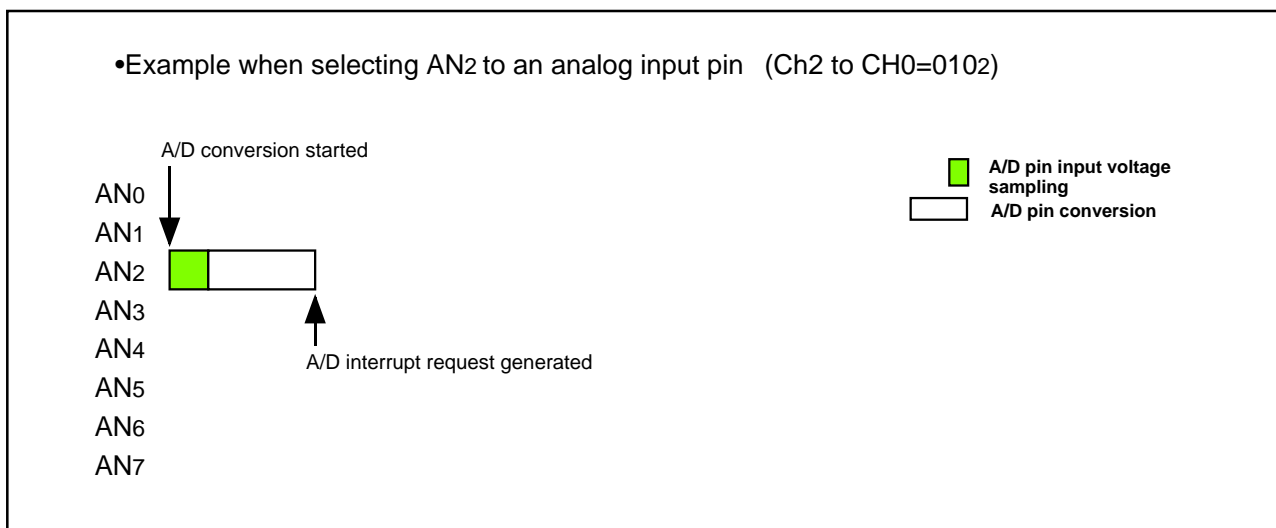 •Example when selecting AN2 to an analog input pin (Ch2 to CH0=0102)
A/D conversion started
AN0
AN1
AN2
AN3
AN4
AN5
AN6
AN7
A/D interrupt request generated
A/D pin input voltage
sampling
A/D pin conversion